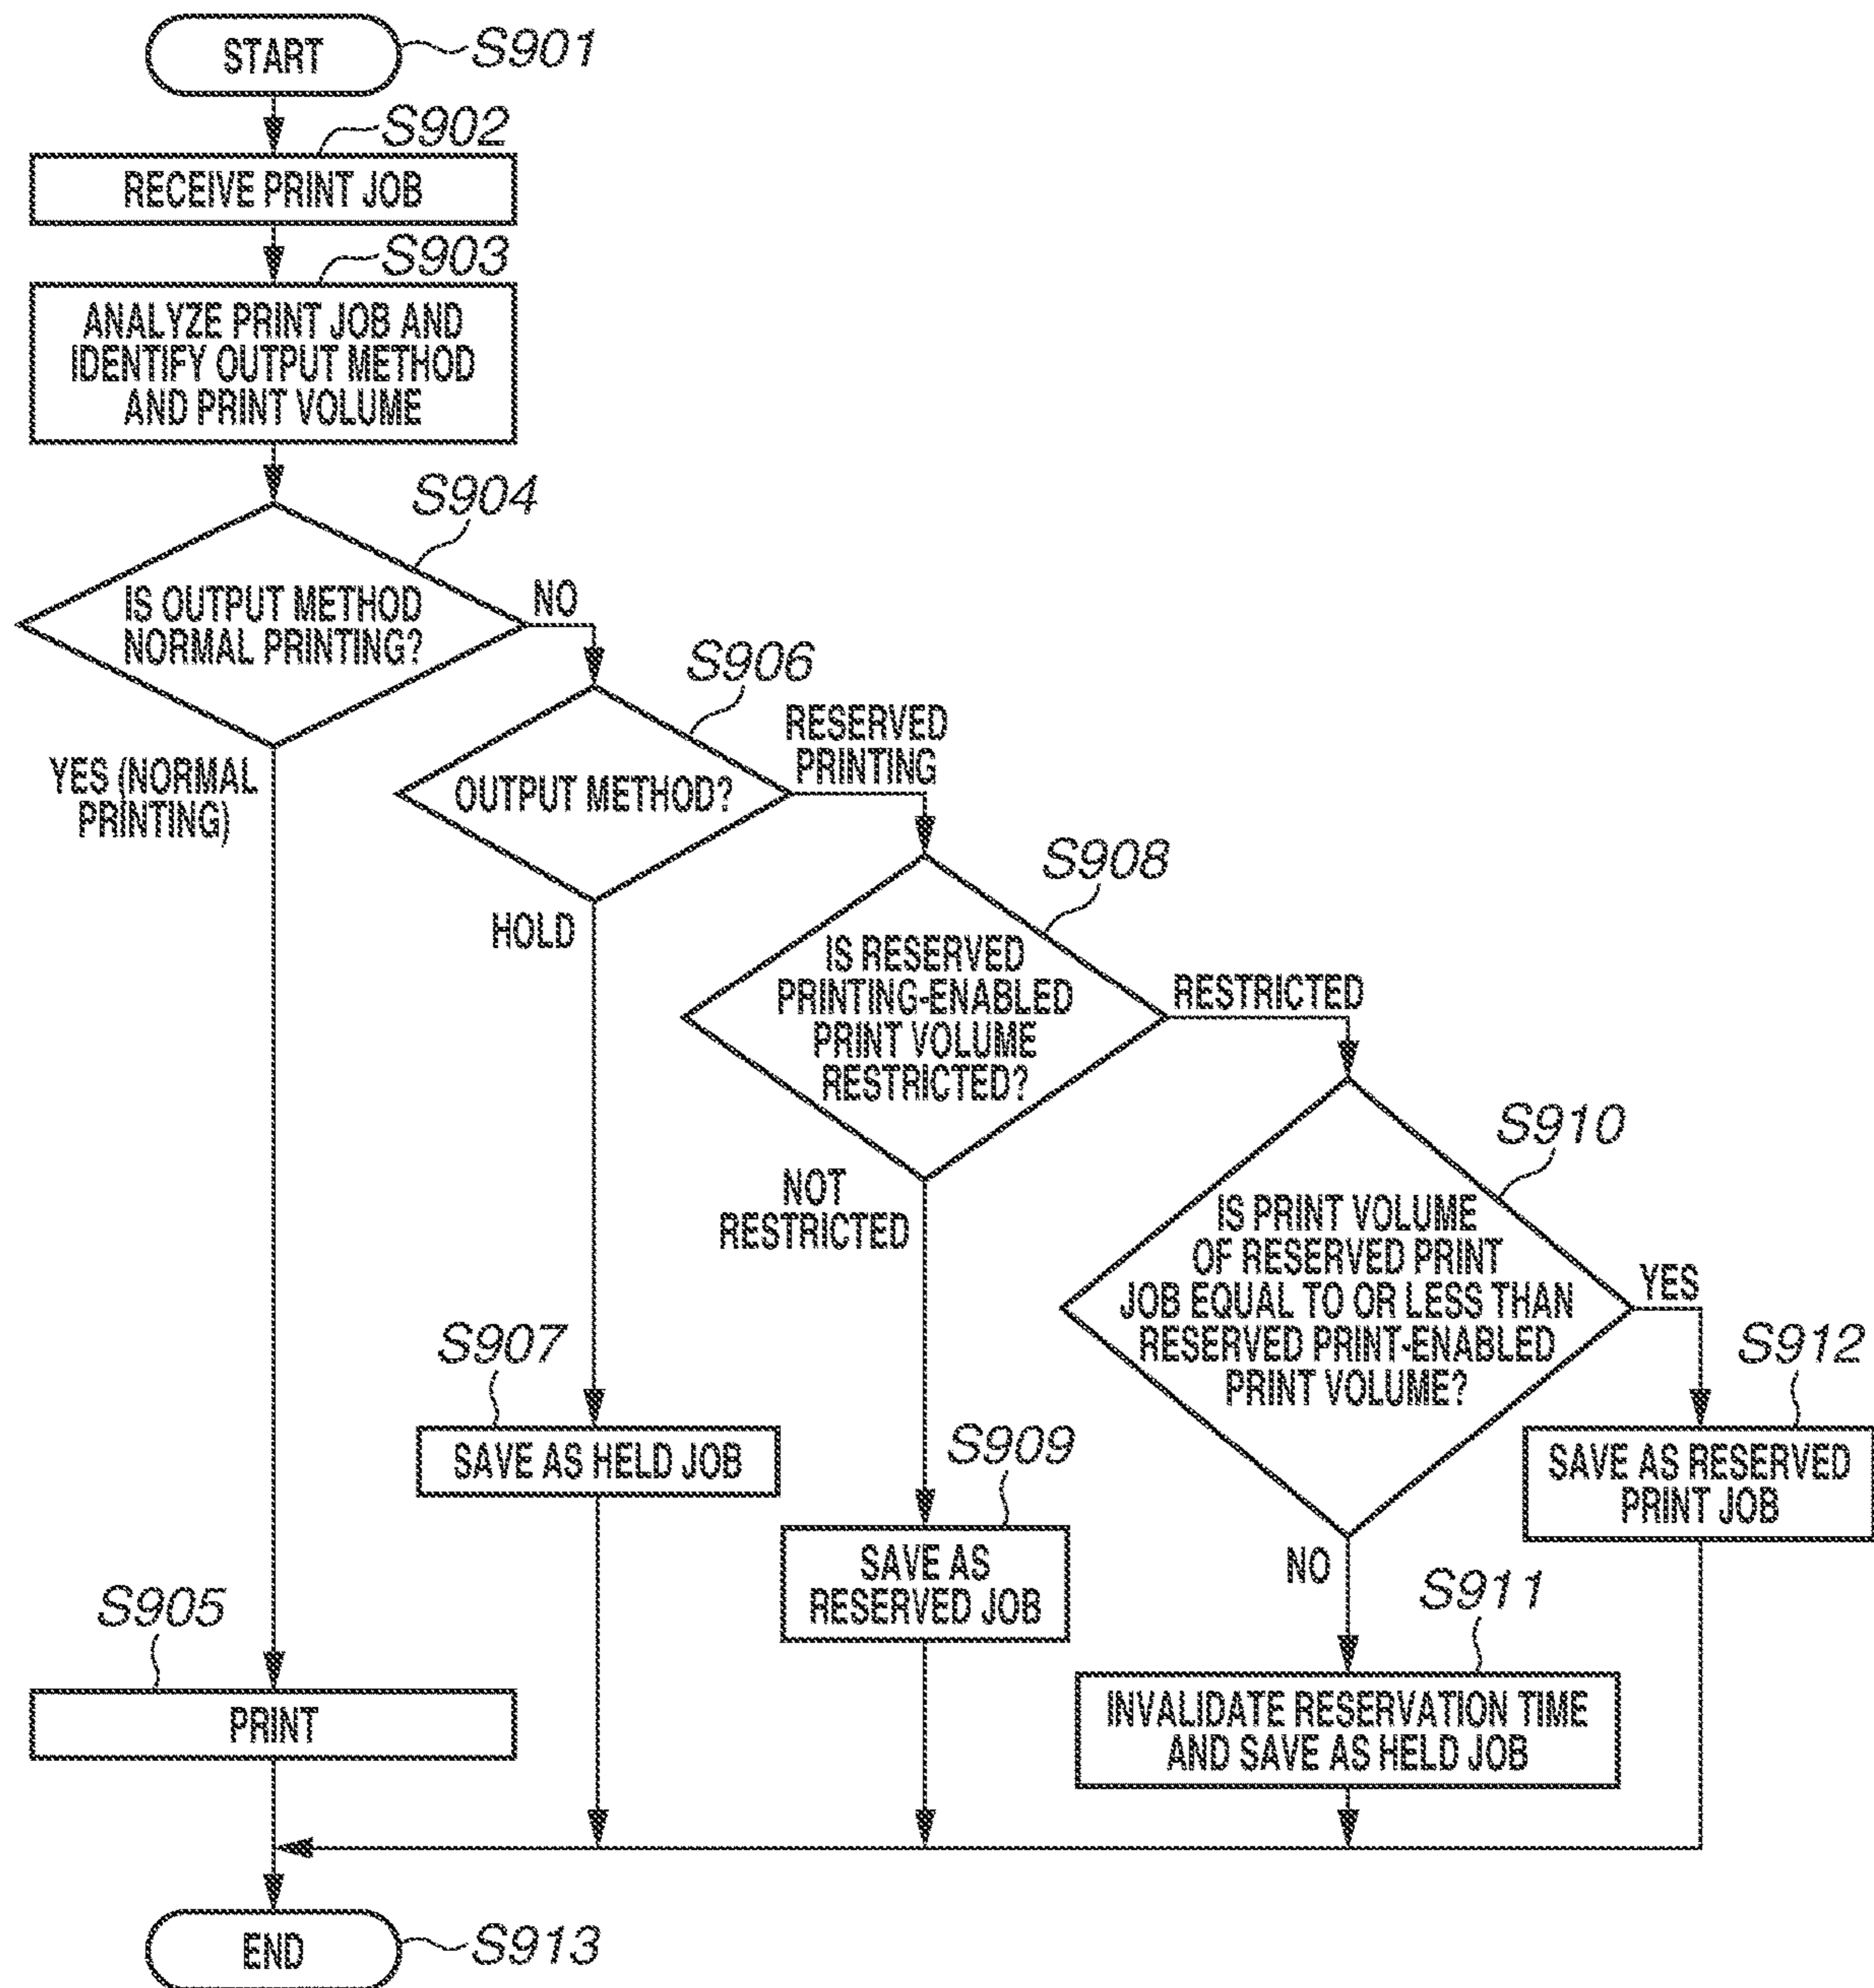 START
S901
S902
RECEIVE PRINT JOB
S903
ANALYZE PRINT JOB AND
IDENTIFY OUTPUT METHOD
AND PRINT VOLUME
S904
IS OUTPUT METHOD
NORMAL PRINTING?
NO
YES (NORMAL
PRINTING)
S906
OUTPUT METHOD?
RESERVED
PRINTING
HOLD
S908
IS RESERVED
PRINTING-ENABLED
PRINT VOLUME
RESTRICTED?
RESTRICTED
NOT
RESTRICTED
S910
IS PRINT VOLUME
OF RESERVED PRINT
JOB EQUAL TO OR LESS THAN
RESERVED PRINT-ENABLED
PRINT VOLUME?
YES
NO
S907
SAVE AS HELD JOB
S909
SAVE AS
RESERVED JOB
S912
SAVE AS RESERVED
PRINT JOB
S911
INVALIDATE RESERVATION TIME
AND SAVE AS HELD JOB
S905
PRINT
END
S913